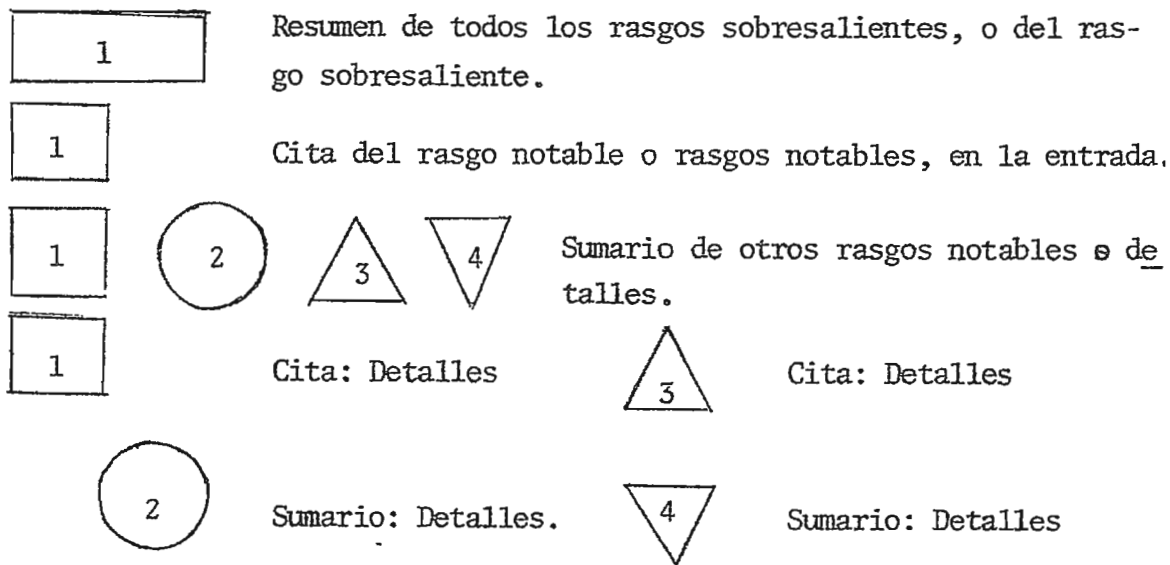 1 Resumen de todos los rasgos sobresalientes, o del ras-
go sobresaliente.
1 Cita del rasgo notable o rasgos notables, en la entrada.
1 2 3 4 Sumario de otros rasgos notables o de
talles.
1 Cita: Detalles 3 Cita: Detalles
2 Sumario: Detalles. 4 Sumario: Detalles